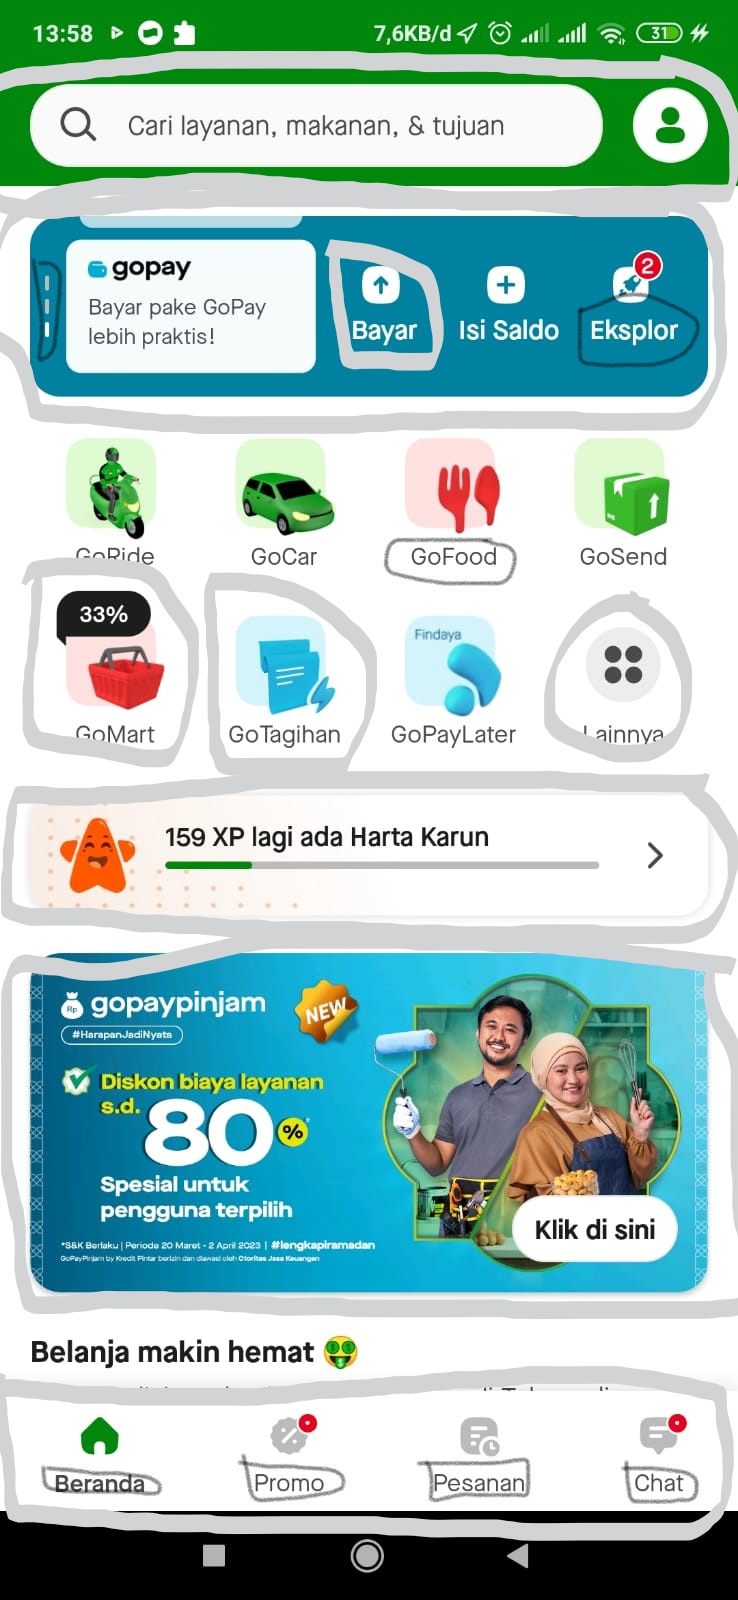 13:58
7,6KB/d
31
Cari layanan, makanan, & tujuan
gopay
Bayar pake GoPay
lebih praktis!
Bayar
Isi Saldo
2
Eksplor
GoRide
GoCar
GoFood
GoSend
33%
GoMart
GoTagihan
Findaya
GoPayLater
Lainnya
159 XP lagi ada Harta Karun
Rp
gopaypinjam
NEW
#HarapanJadiNyata
Diskon biaya layanan
s.d.
80%*
Spesial untuk
pengguna terpilih
*S&K Berlaku | Periode 20 Maret - 2 April 2023 | #lengkapiramadan
GoPayPinjam by Kredit Pintar berizin dan diawasi oleh Otoritas Jasa Keuangan
Klik di sini
Belanja makin hemat 🤑
Beranda
Promo
Pesanan
Chat